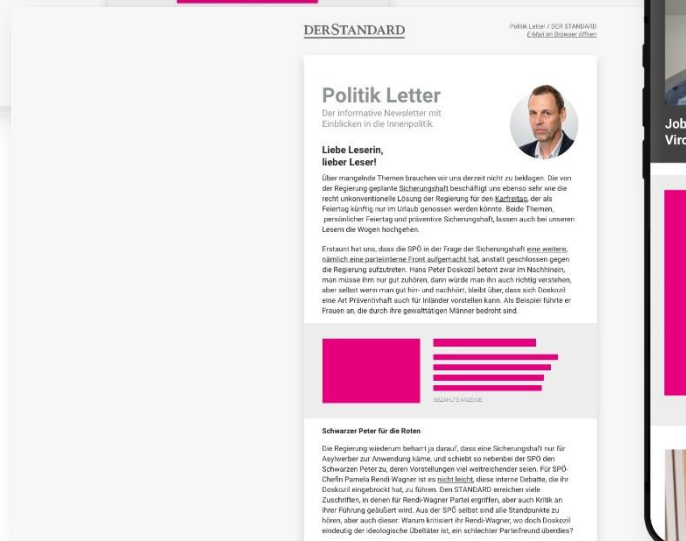 DERSTANDARD
Politik Letter / DER STANDARD
E-Mail im Browser öffnen
Politik Letter
Der informative Newsletter mit
Einblicken in die Innenpolitik.
Liebe Leserin,
lieber Leser!
Über mangelnde Themen brauchen wir uns derzeit nicht zu beklagen. Die von
der Regierung geplante Sicherungshaft beschäftigt uns ebenso sehr wie die
recht unkonventionelle Lösung der Regierung für den Karfreitag, der als
Feiertag künftig nur im Urlaub genossen werden könnte. Beide Themen,
persönlicher Feiertag und präventive Sicherungshaft, lassen auch bei unseren
Lesern die Wogen hochgehen.
Erstaunt hat uns, dass die SPÖ in der Frage der Sicherungshaft eine weitere,
nämlich eine parteiinterne Front aufgemacht hat, anstatt geschlossen gegen
die Regierung aufzutreten. Hans Peter Doskozil betont zwar im Nachhinein,
man müsse ihm nur gut zuhören, dann würde man ihn auch richtig verstehen,
aber selbst wenn man gut hin- und nachhört, bleibt über, dass sich Doskozil
eine Art Präventivhaft auch für Inländer vorstellen kann. Als Beispiel führte er
Frauen an, die durch ihre gewalttätigen Männer bedroht sind.
BEZAHLTE ANZEIGE
Schwarzer Peter für die Roten
Die Regierung wiederum beharrt ja darauf, dass eine Sicherungshaft nur für
Asylwerber zur Anwendung käme, und schiebt so nebenbei der SPÖ den
Schwarzen Peter zu, deren Vorstellungen viel weitreichender seien. Für SPÖ-
Chefin Pamela Rendi-Wagner ist es nicht leicht, diese interne Debatte, die ihr
Doskozil eingebrockt hat, zu führen. Den STANDARD erreichen viele
Zuschriften, in denen für Rendi-Wagner Partei ergriffen, aber auch Kritik an
ihrer Führung geäußert wird. Aus der SPÖ selbst sind alle Standpunkte zu
hören, aber auch dieser: Warum kritisiert ihr Rendi-Wagner, wo doch Doskozil
eindeutig der ideologische Übeltäter ist, ein schlechter Parteifreund überdies?
Job